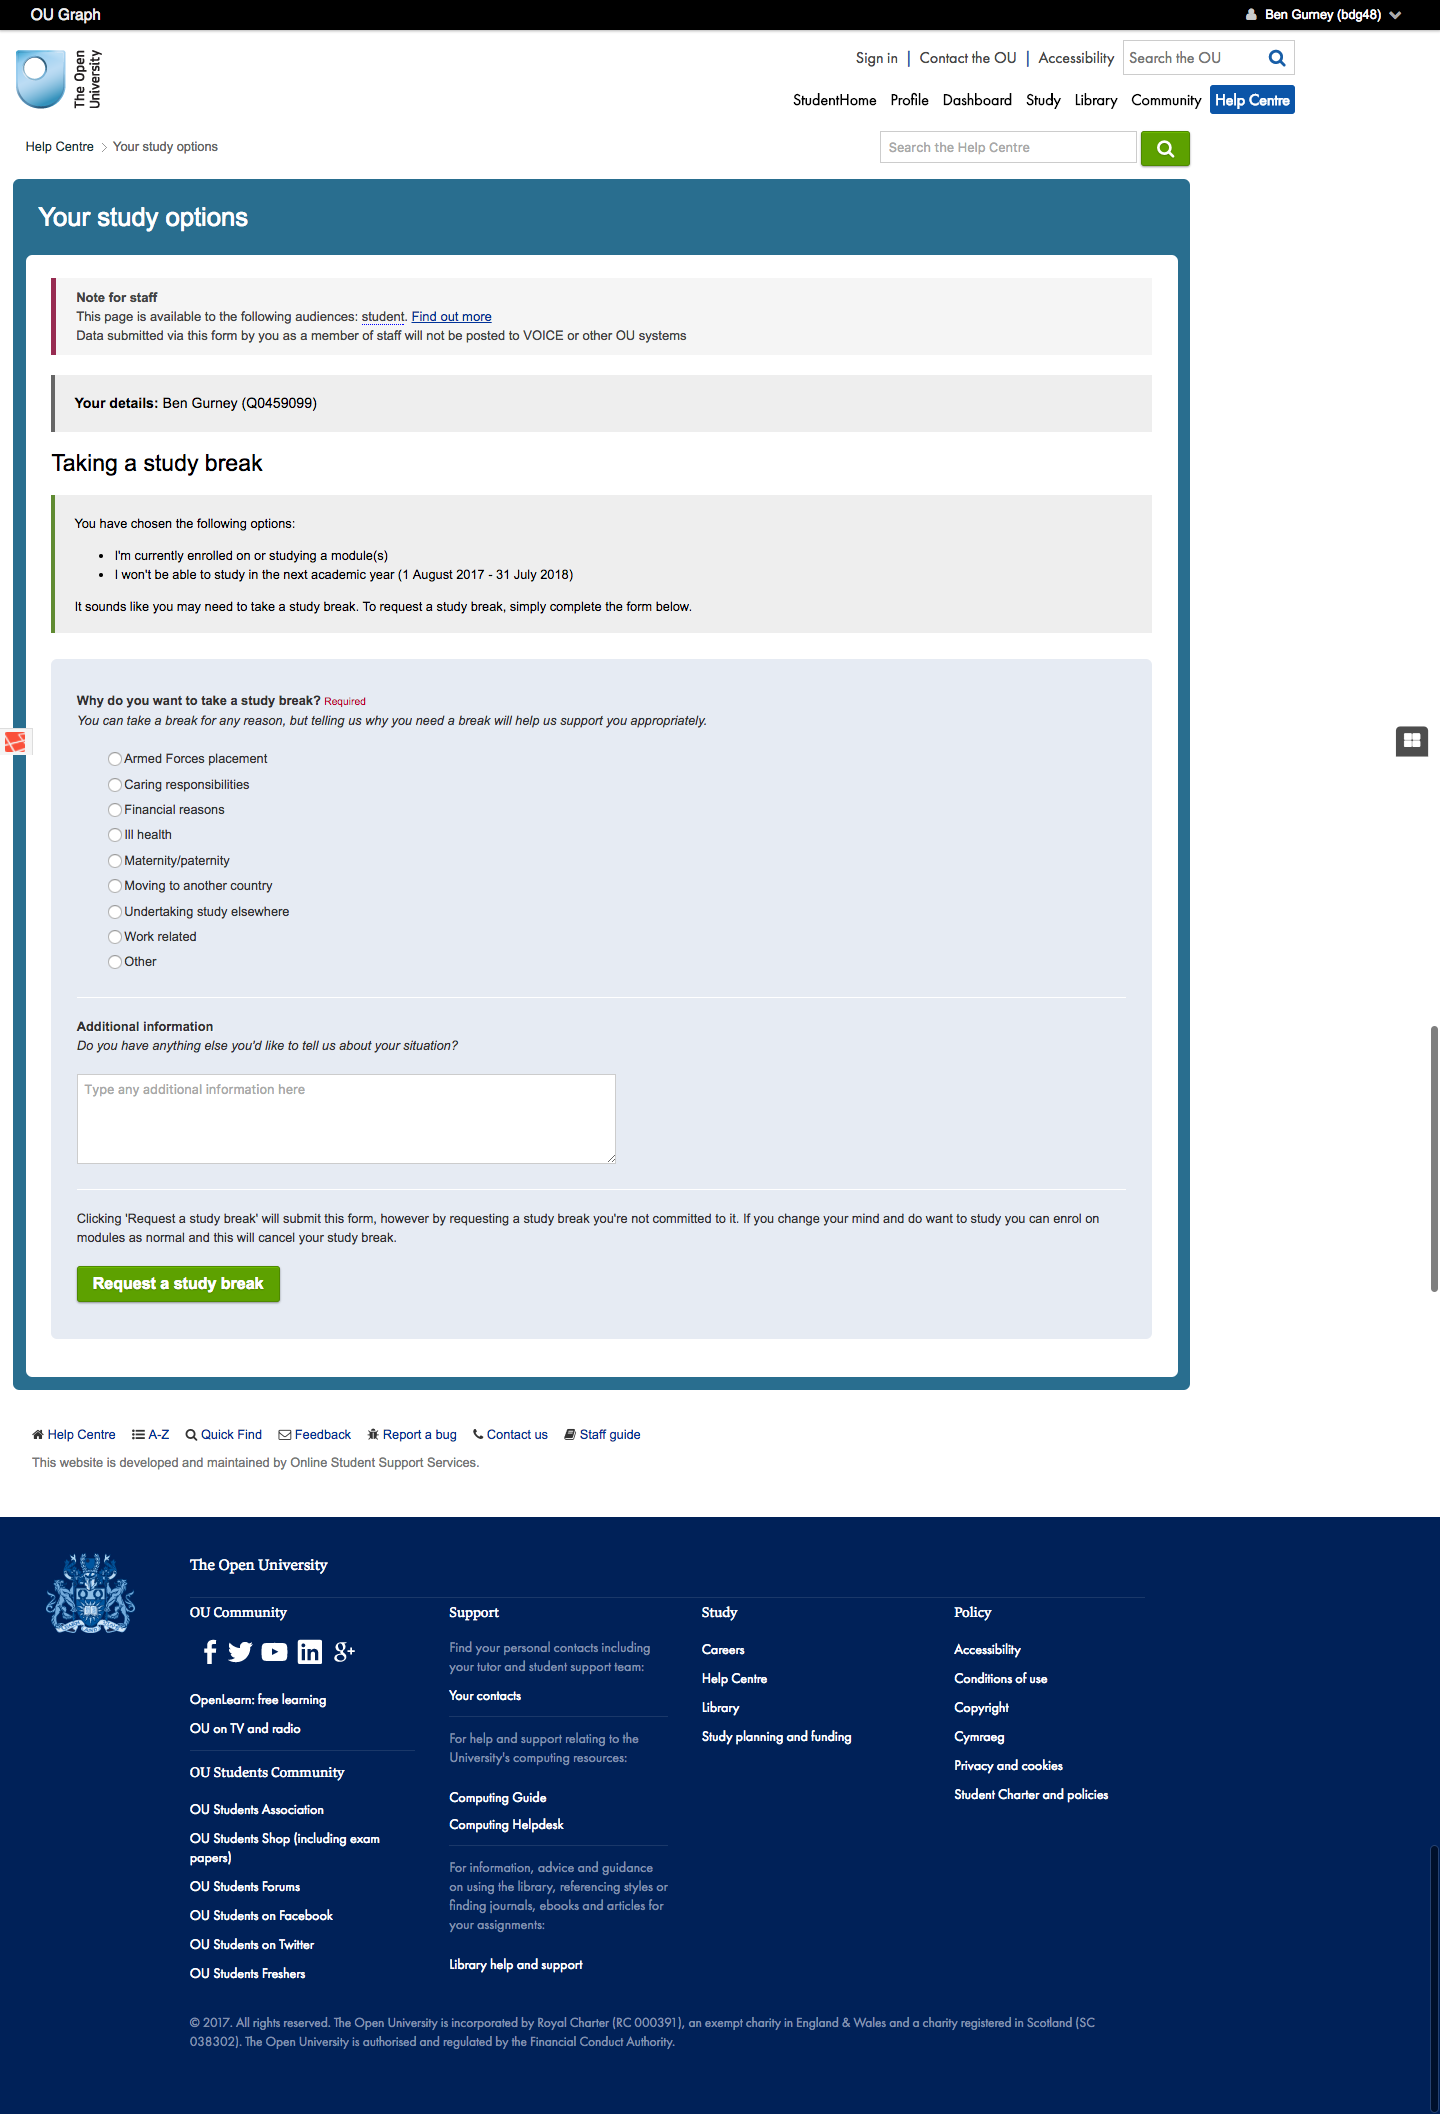 OU Graph
Ben Gurney (bdg48)
The Open
University
Sign in | Contact the OU | Accessibility
Search the OU
StudentHome Profile Dashboard Study Library Community Help Centre
Help Centre > Your study options
Search the Help Centre
Your study options
Note for staff
This page is available to the following audiences: student. Find out more
Data submitted via this form by you as a member of staff will not be posted to VOICE or other OU systems
Your details: Ben Gurney (Q0459099)
Taking a study break
You have chosen the following options:
• I'm currently enrolled on or studying a module(s)
• I won't be able to study in the next academic year (1 August 2017 - 31 July 2018)
It sounds like you may need to take a study break. To request a study break, simply complete the form below.
Why do you want to take a study break? Required
You can take a break for any reason, but telling us why you need a break will help us support you appropriately.
Armed Forces placement
Caring responsibilities
Financial reasons
Ill health
Maternity/paternity
Moving to another country
Undertaking study elsewhere
Work related
Other
Additional information
Do you have anything else you'd like to tell us about your situation?
Type any additional information here
Clicking 'Request a study break' will submit this form, however by requesting a study break you're not committed to it. If you change your mind and do want to study you can enrol on
modules as normal and this will cancel your study break.
Request a study break
Help Centre A-Z Quick Find Feedback Report a bug Contact us Staff guide
This website is developed and maintained by Online Student Support Services.
The Open University
OU Community
OpenLearn: free learning
OU on TV and radio
OU Students Community
OU Students Association
OU Students Shop (including exam
papers)
OU Students Forums
OU Students on Facebook
OU Students on Twitter
OU Students Freshers
Support
Find your personal contacts including
your tutor and student support team:
Your contacts
For help and support relating to the
University's computing resources:
Computing Guide
Computing Helpdesk
For information, advice and guidance
on using the library, referencing styles or
finding journals, ebooks and articles for
your assignments:
Library help and support
Study
Careers
Help Centre
Library
Study planning and funding
Policy
Accessibility
Conditions of use
Copyright
Cymraeg
Privacy and cookies
Student Charter and policies
© 2017. All rights reserved. The Open University is incorporated by Royal Charter (RC 000391), an exempt charity in England & Wales and a charity registered in Scotland (SC
038302). The Open University is authorised and regulated by the Financial Conduct Authority.